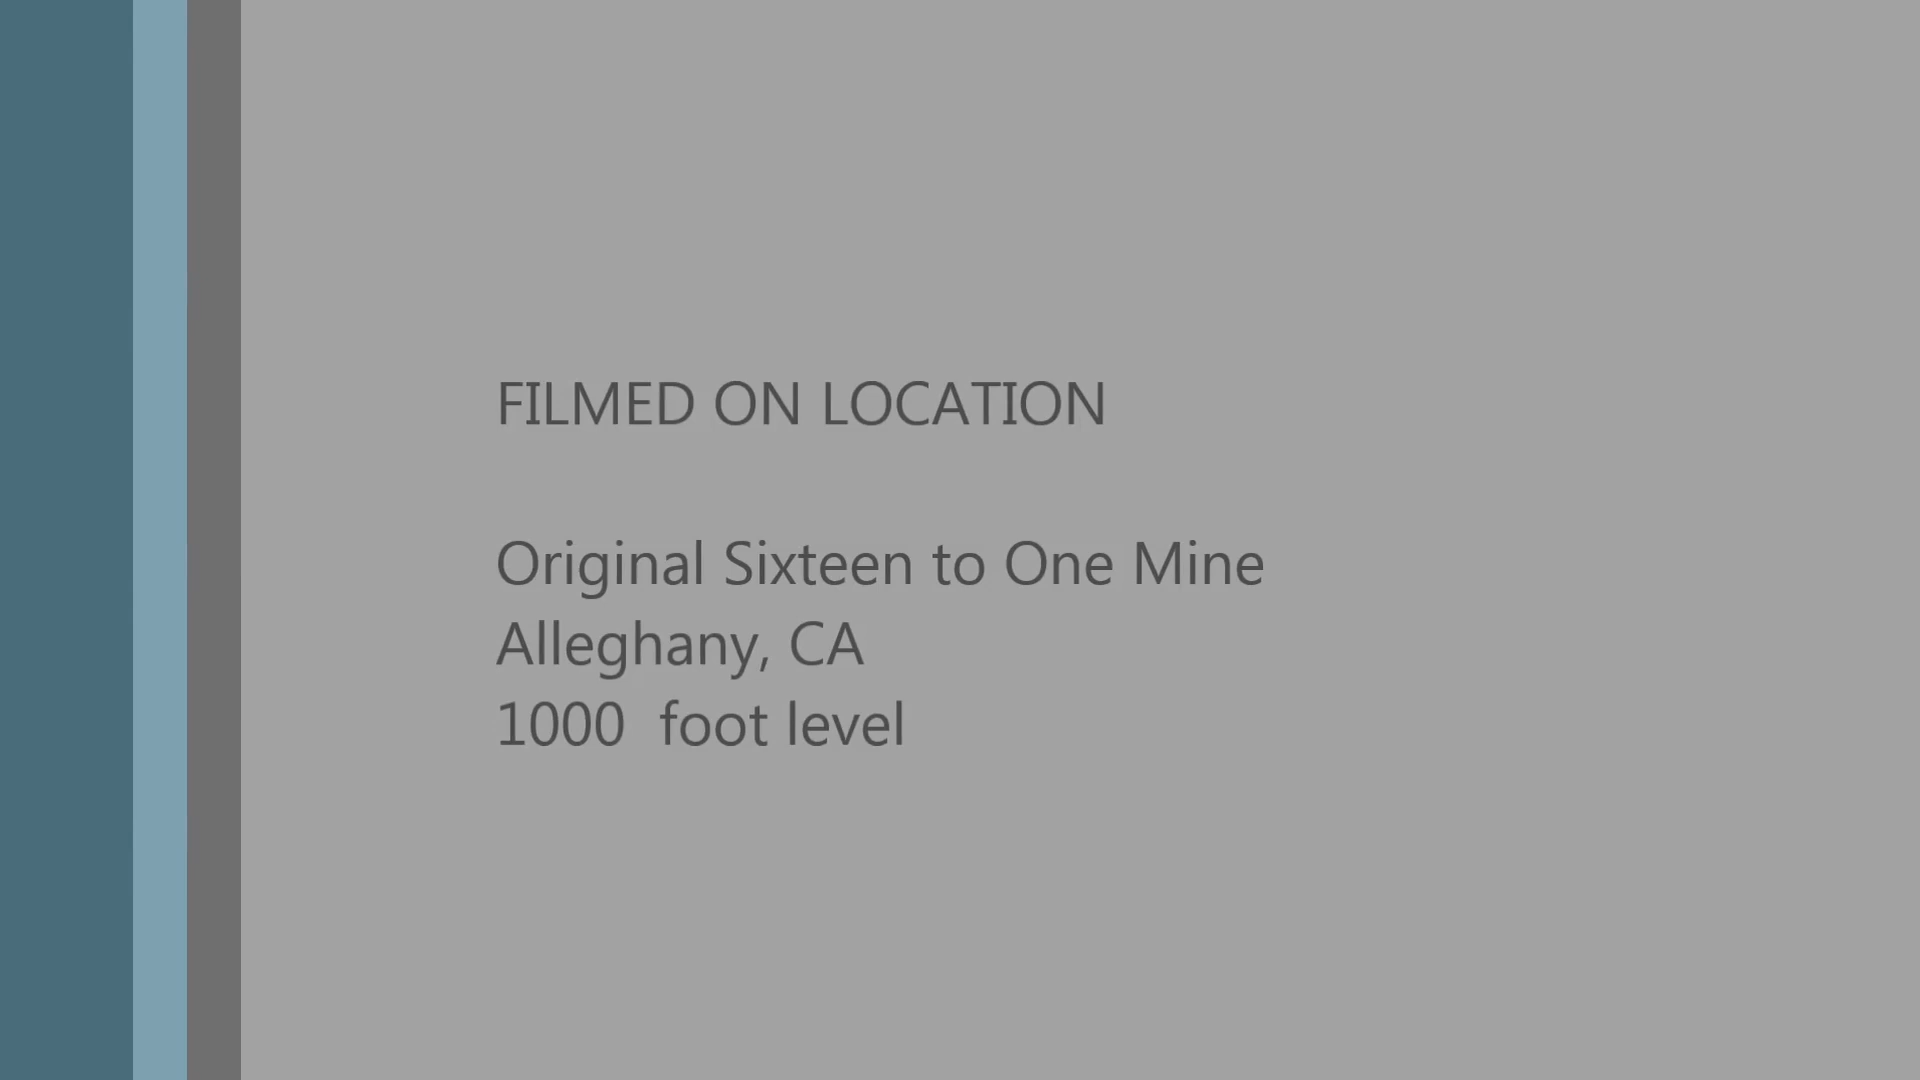 FILMED ON LOCATION
Original Sixteen to One Mine
Alleghany, CA
1000  foot level